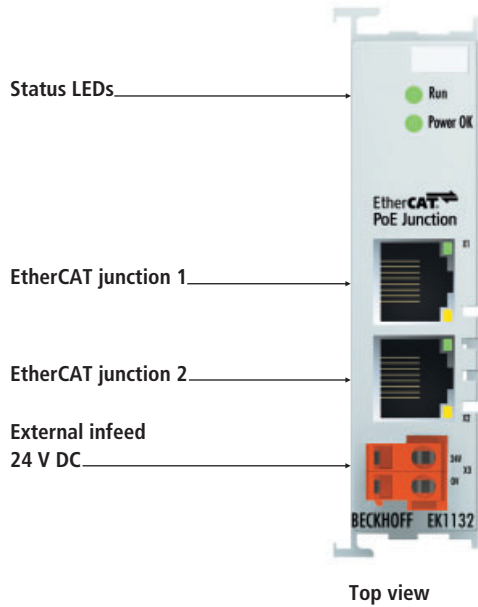 Status LEDs
Run
Power OK
EtherCAT
PoE Junction
X1
EtherCAT junction 1
EtherCAT junction 2
X2
External infeed
24 V DC
24V
X3
0V
BECKHOFF EK1132
Top view